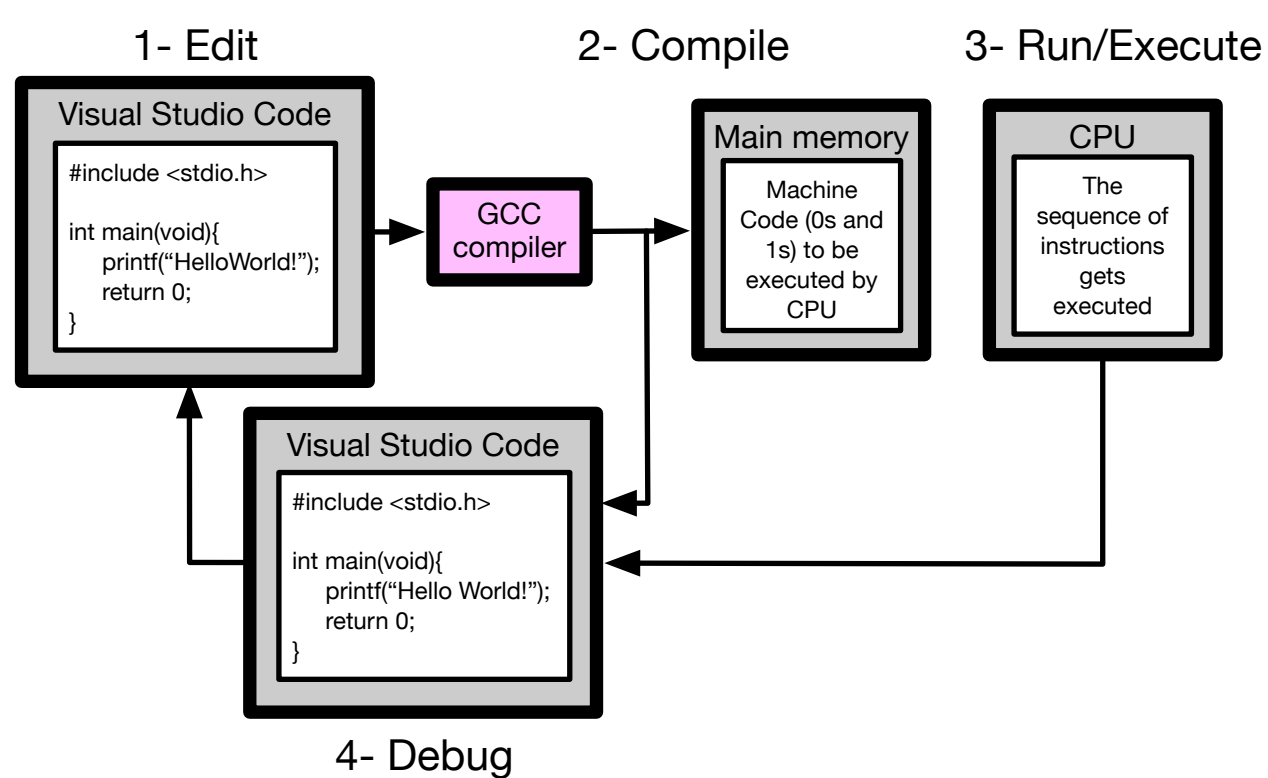 1- Edit
2- Compile
3- Run/Execute
Visual Studio Code
#include <stdio.h>
int main(void){
printf(“HelloWorld!”);
return 0;
}
GCC
compiler
Main memory
Machine
Code (0s and
1s) to be
executed by
CPU
CPU
The
sequence of
instructions
gets
executed
Visual Studio Code
#include <stdio.h>
int main(void){
printf(“Hello World!”);
return 0;
}
4- Debug